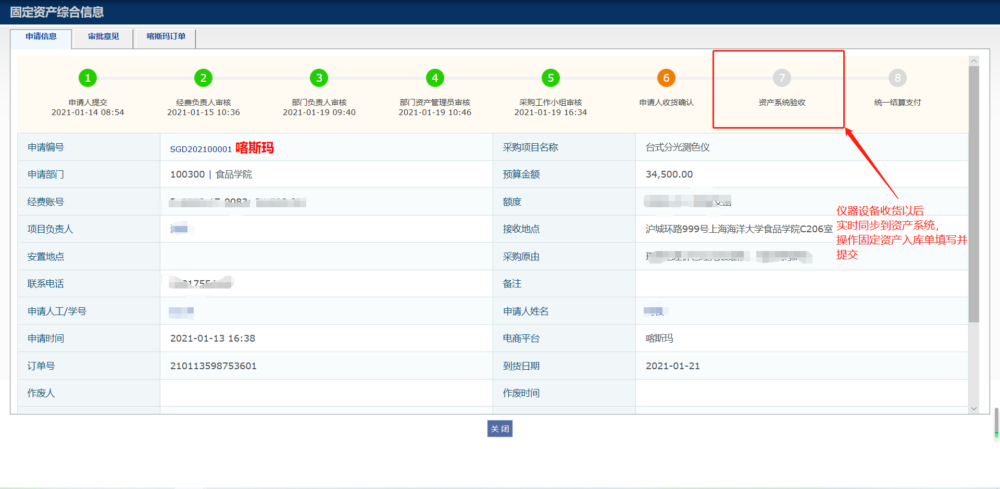 固定资产综合信息
申请信息 审批意见 喀斯玛订单
1 2 3 4 5 6 7 8
申请人提交 经费负责人审核 部门负责人审核 部门资产管理员审核 采购工作小组审核 申请人收货确认 资产系统验收 统一结算支付
2021-01-14 08:54 2021-01-15 10:36 2021-01-19 09:40 2021-01-19 10:46 2021-01-19 16:34
申请编号 SGD202100001 喀斯玛 采购项目名称 台式分光测色仪
申请部门 100300 | 食品学院 预算金额 34,500.00
经费账号 额度
项目负责人 接收地点 沪城环路999号上海海洋大学食品学院C206室
安置地点 采购原由
联系电话 备注
申请人工/学号 申请人姓名
申请时间 2021-01-13 16:38 电商平台 喀斯玛
订单号 210113598753601 到货日期 2021-01-21
作废人 作废时间
仪器设备收货以后
实时同步到资产系统，
操作固定资产入库单填写并
提交
关 闭